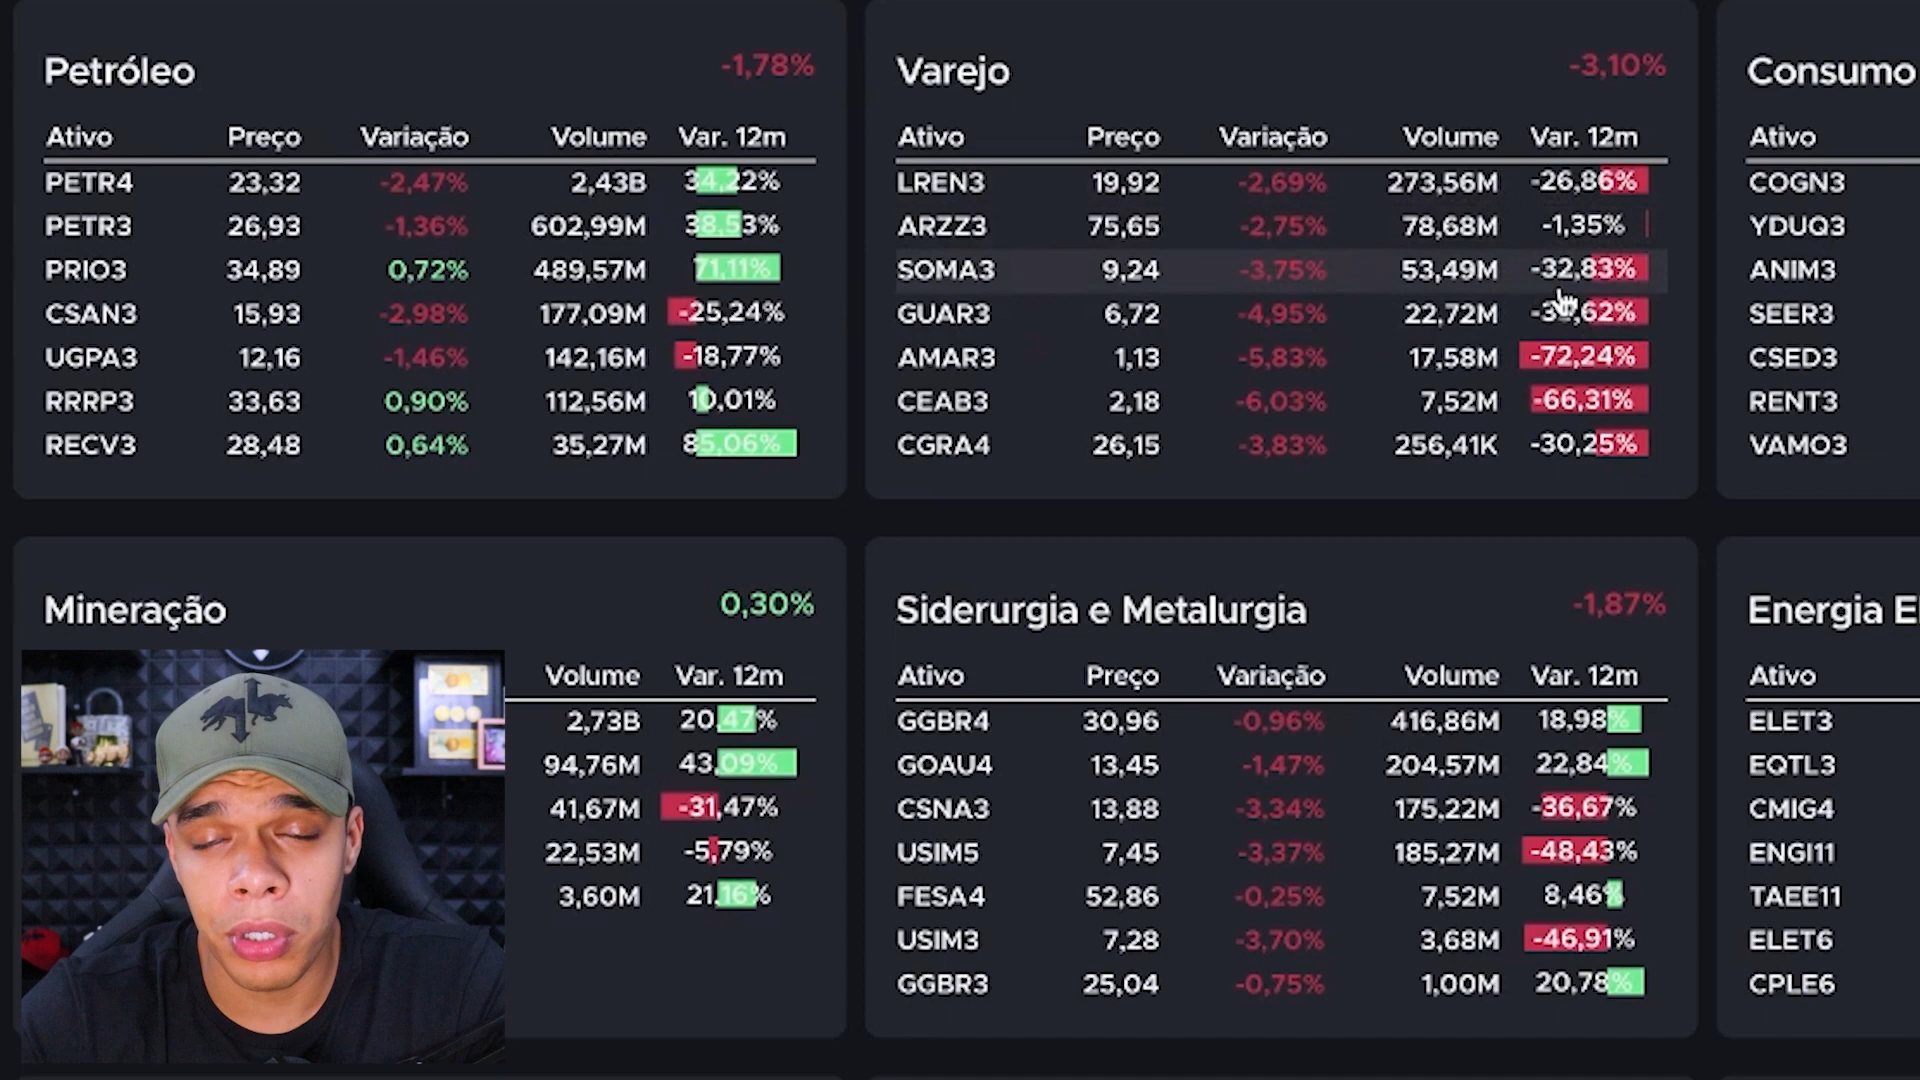 Petróleo -1,78%
Ativo Preço Variação Volume Var. 12m
PETR4 23,32 -2,47% 2,43B 34,22%
PETR3 26,93 -1,36% 602,99M 38,53%
PRIO3 34,89 0,72% 489,57M 71,11%
CSAN3 15,93 -2,98% 177,09M -25,24%
UGPA3 12,16 -1,46% 142,16M -18,77%
RRRP3 33,63 0,90% 112,56M 10,01%
RECV3 28,48 0,64% 35,27M 85,06%
Varejo -3,10%
Ativo Preço Variação Volume Var. 12m
LREN3 19,92 -2,69% 273,56M -26,86%
ARZZ3 75,65 -2,75% 78,68M -1,35%
SOMA3 9,24 -3,75% 53,49M -32,83%
GUAR3 6,72 -4,95% 22,72M
AMAR3 1,13 -5,83% 17,58M -72,24%
CEAB3 2,18 -6,03% 7,52M -66,31%
CGRA4 26,15 -3,83% 256,41K -30,25%
Consumo
Ativo
COGN3
YDUQ3
ANIM3
SEER3
CSED3
RENT3
VAMO3
Mineração 0,30%
Volume Var. 12m
2,73B 20,47%
94,76M 43,09%
41,67M -31,47%
22,53M -5,79%
3,60M 21,16%
Siderurgia e Metalurgia -1,87%
Ativo Preço Variação Volume Var. 12m
GGBR4 30,96 -0,96% 416,86M 18,98%
GOAU4 13,45 -1,47% 204,57M 22,84%
CSNA3 13,88 -3,34% 175,22M -36,67%
USIM5 7,45 -3,37% 185,27M -48,43%
FESA4 52,86 -0,25% 7,52M 8,46%
USIM3 7,28 -3,70% 3,68M -46,91%
GGBR3 25,04 -0,75% 1,00M 20,78%
Energia
Ativo
ELET3
EQTL3
CMIG4
ENGI11
TAEE11
ELET6
CPLE6